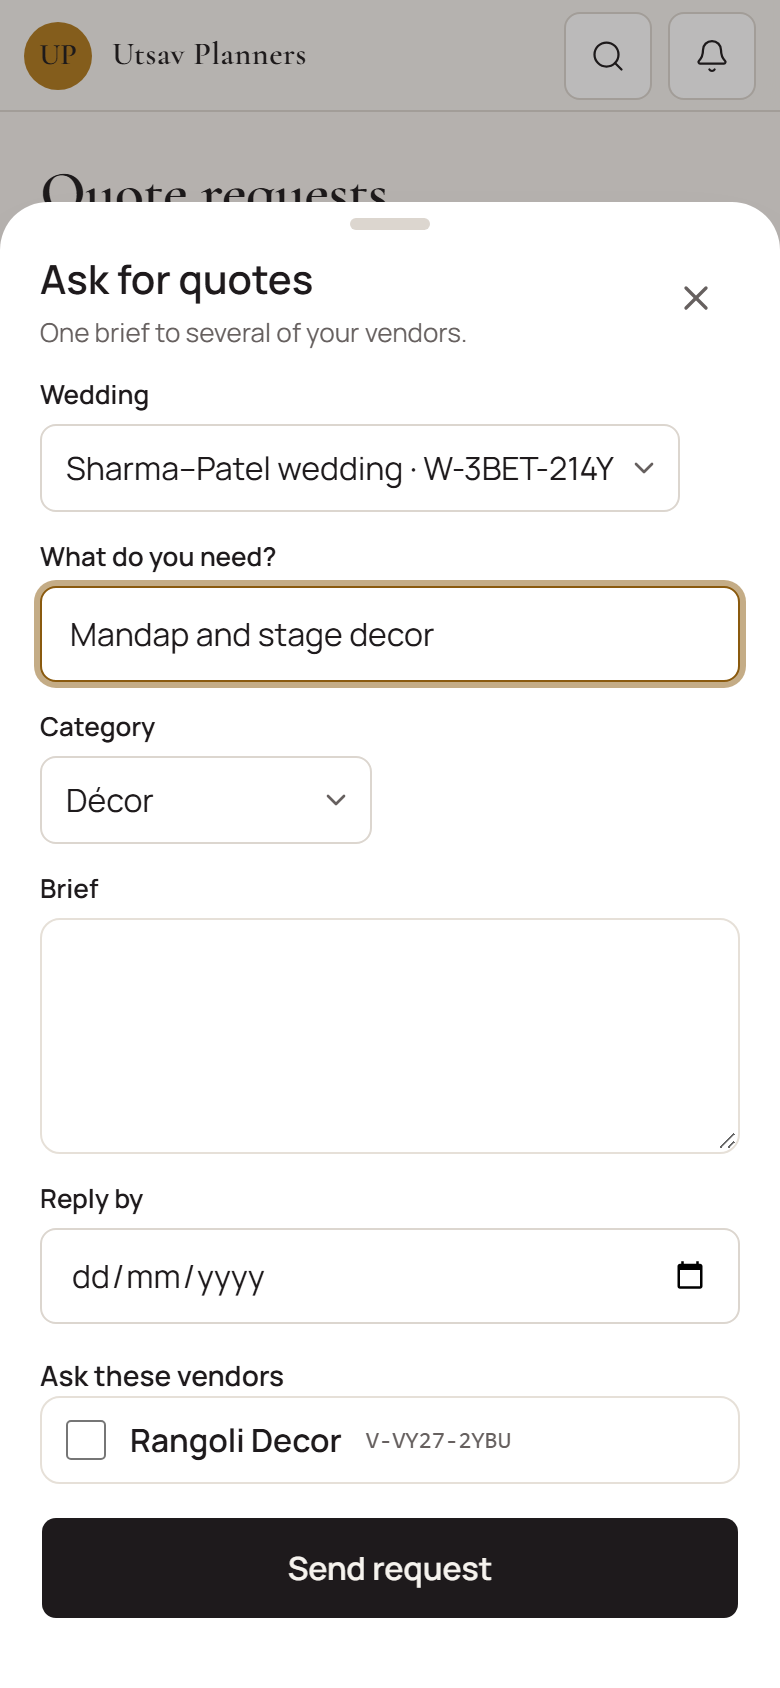 UP Utsav Planners
Quote requests
Ask for quotes
One brief to several of your vendors.
Wedding
Sharma–Patel wedding · W-3BET-214Y
What do you need?
Mandap and stage decor
Category
Décor
Brief
Reply by
dd/mm/yyyy
Ask these vendors
Rangoli Decor V-VY27-2YBU
Send request